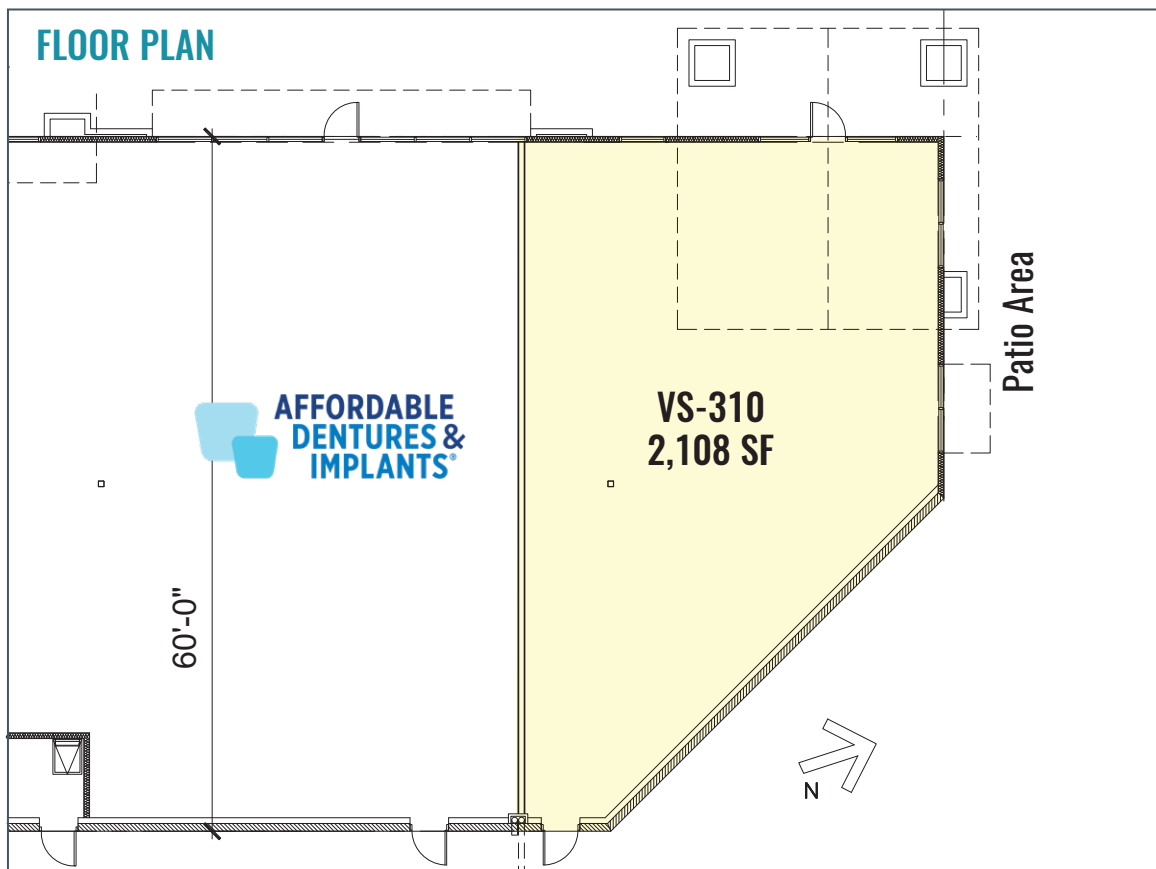 FLOOR PLAN
Patio Area
AFFORDABLE
DENTURES &
IMPLANTS®
VS-310
2,108 SF
60'-0"
N